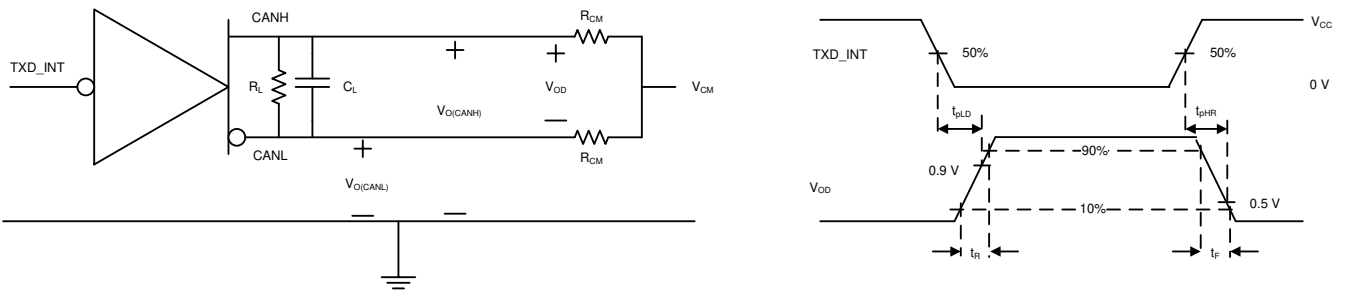 CANH
R_CM
TXD_INT
R_L
C_L
V_OD
V_CM
V_O(CANH)
CANL
R_CM
V_O(CANL)
V_CC
TXD_INT
50%
50%
0 V
t_pLD
t_pHR
90%
0.9 V
V_OD
10%
0.5 V
t_R
t_F